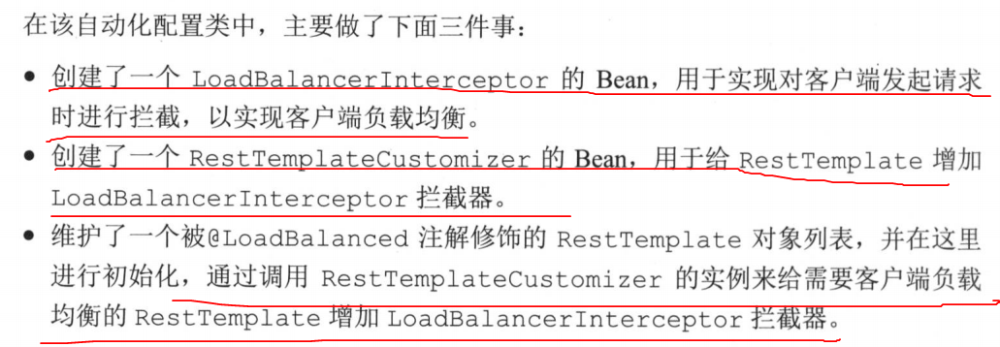 在该自动化配置类中，主要做了下面三件事：
● 创建了一个 LoadBalancerInterceptor 的 Bean，用于实现对客户端发起请求
时进行拦截，以实现客户端负载均衡。
● 创建了一个 RestTemplateCustomizer 的 Bean，用于给 RestTemplate 增加
LoadBalancerInterceptor 拦截器。
● 维护了一个被@LoadBalanced 注解修饰的 RestTemplate 对象列表，并在这里
进行初始化，通过调用 RestTemplateCustomizer 的实例来给需要客户端负载
均衡的 RestTemplate 增加 LoadBalancerInterceptor 拦截器。